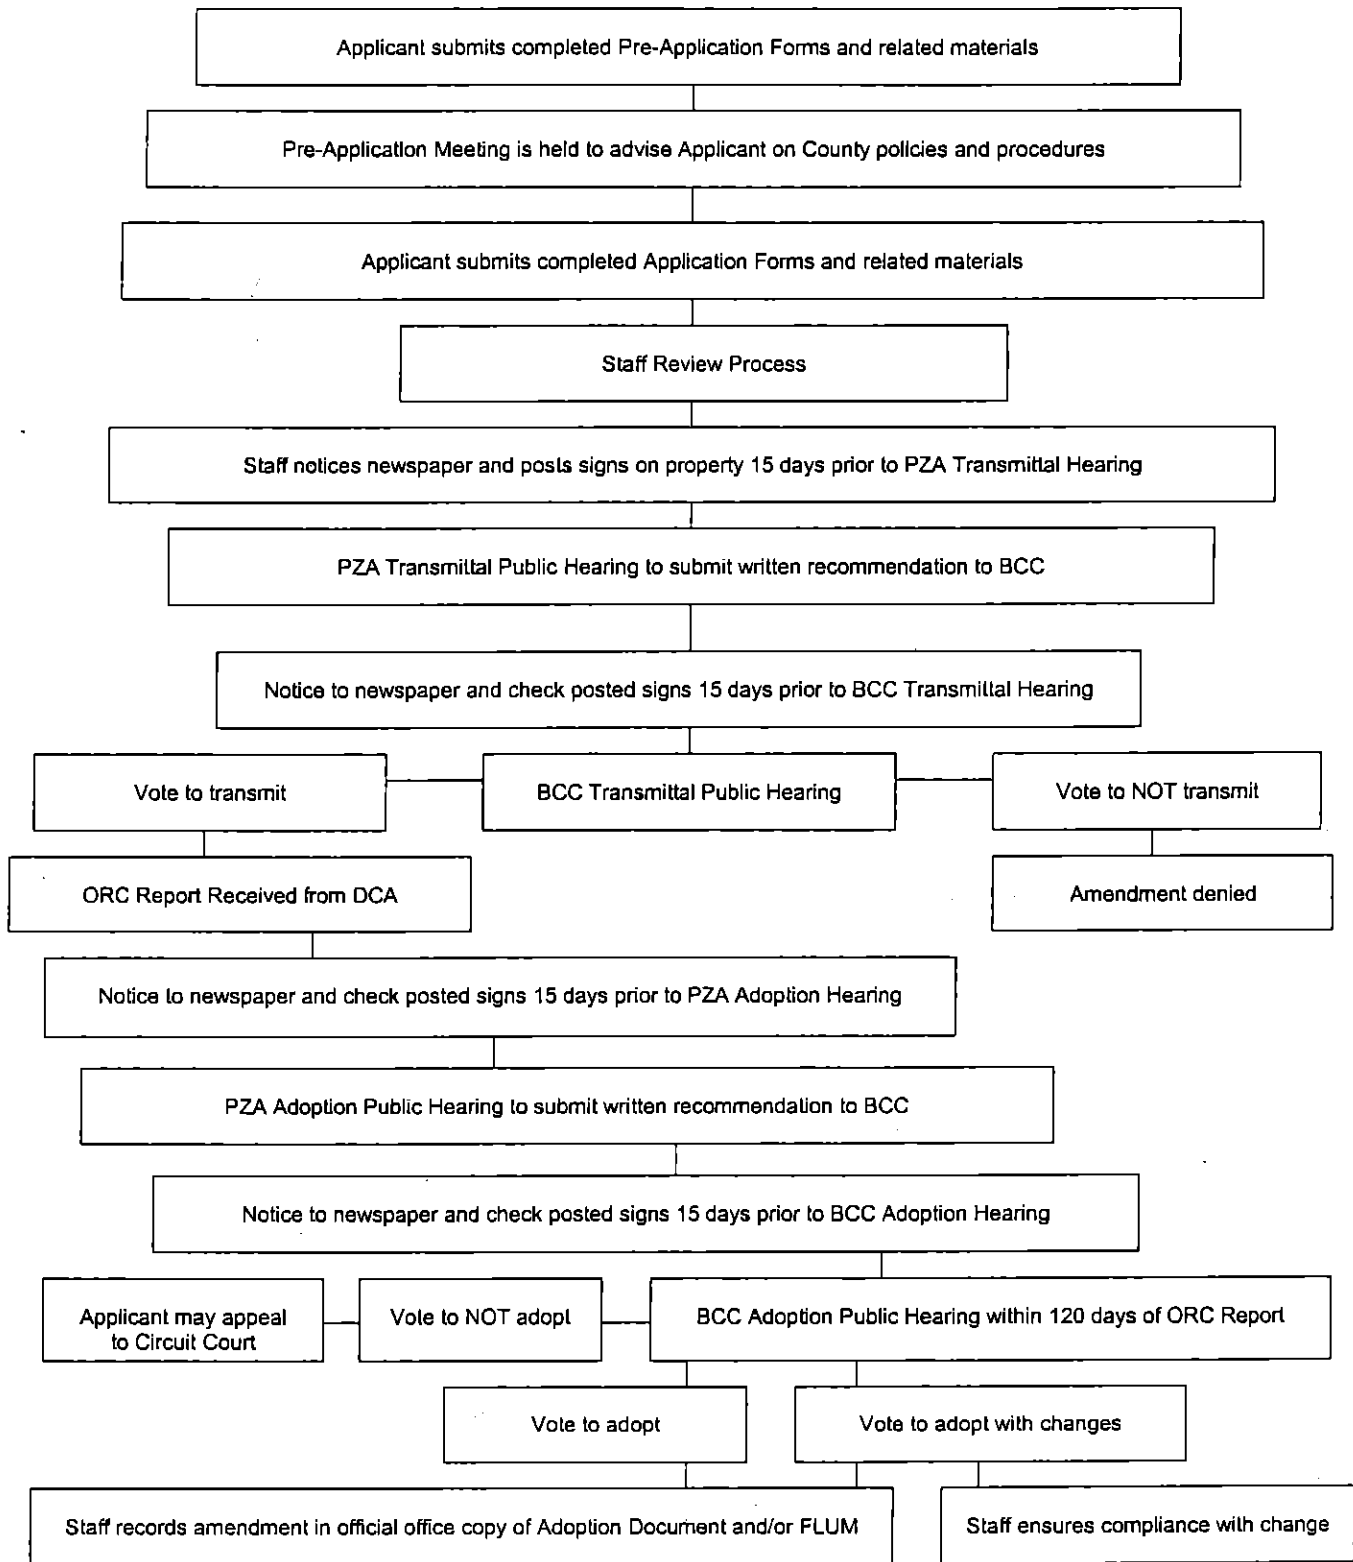 Applicant submits completed Pre-Application Forms and related materials
Pre-Application Meeting is held to advise Applicant on County policies and procedures
Applicant submits completed Application Forms and related materials
Staff Review Process
Staff notices newspaper and posts signs on property 15 days prior to PZA Transmittal Hearing
PZA Transmittal Public Hearing to submit written recommendation to BCC
Notice to newspaper and check posted signs 15 days prior to BCC Transmittal Hearing
Vote to transmit
BCC Transmittal Public Hearing
Vote to NOT transmit
ORC Report Received from DCA
Amendment denied
Notice to newspaper and check posted signs 15 days prior to PZA Adoption Hearing
PZA Adoption Public Hearing to submit written recommendation to BCC
Notice to newspaper and check posted signs 15 days prior to BCC Adoption Hearing
Applicant may appeal
to Circuit Court
Vote to NOT adopt
BCC Adoption Public Hearing within 120 days of ORC Report
Vote to adopt
Vote to adopt with changes
Staff records amendment in official office copy of Adoption Document and/or FLUM
Staff ensures compliance with change